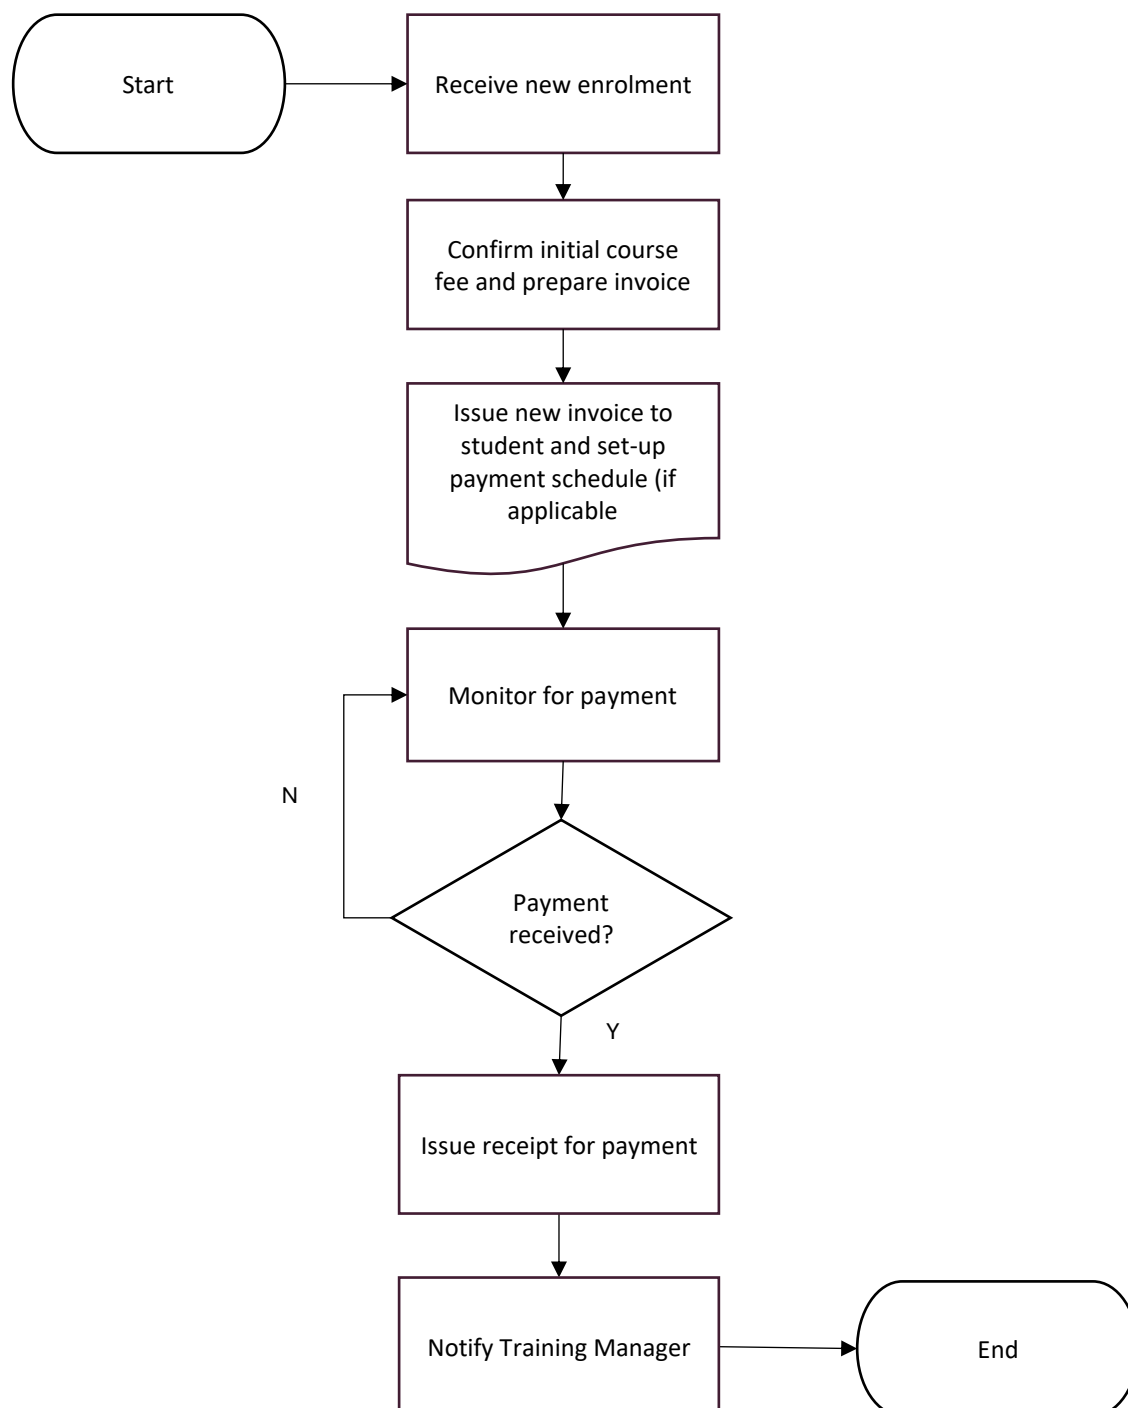 Start
Receive new enrolment
Confirm initial course
fee and prepare invoice
Issue new invoice to
student and set-up
payment schedule (if
applicable
Monitor for payment
N
Payment
received?
Y
Issue receipt for payment
Notify Training Manager
End